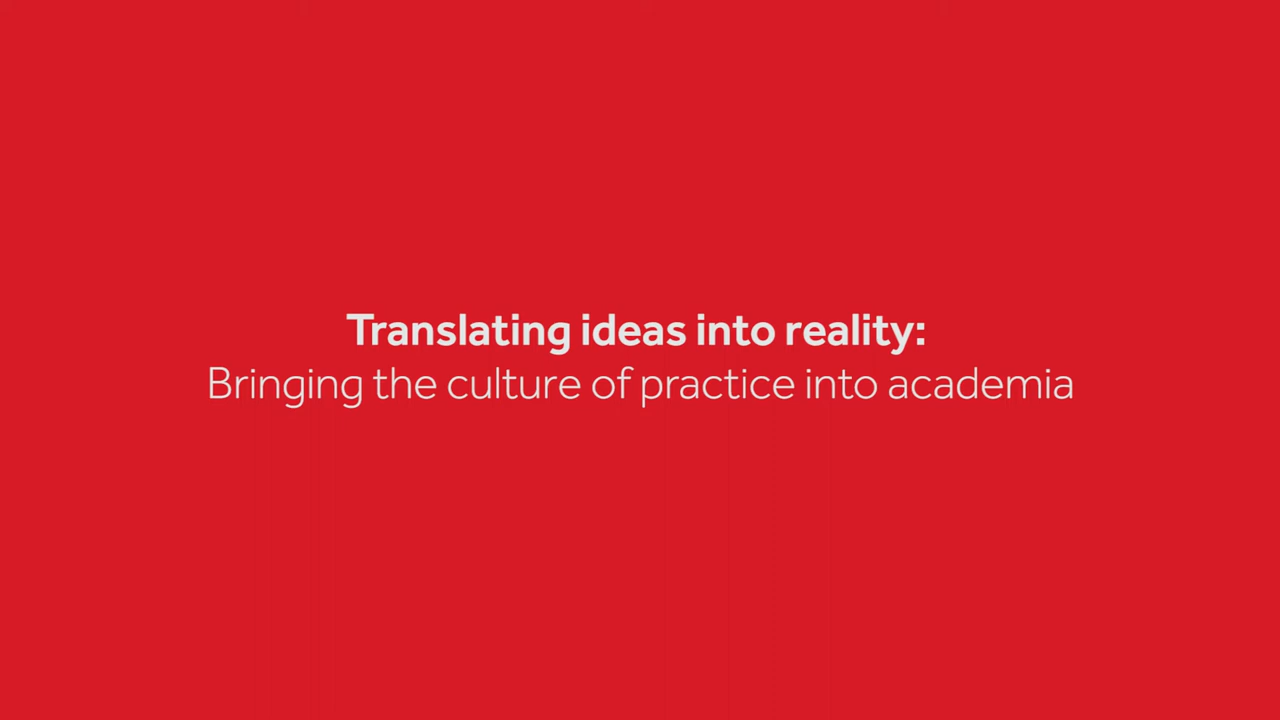 Translating ideas into reality:
Bringing the culture of practice into academia